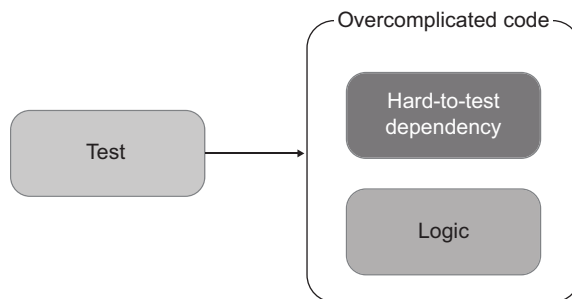 Overcomplicated code
Hard-to-test
dependency
Test
Logic